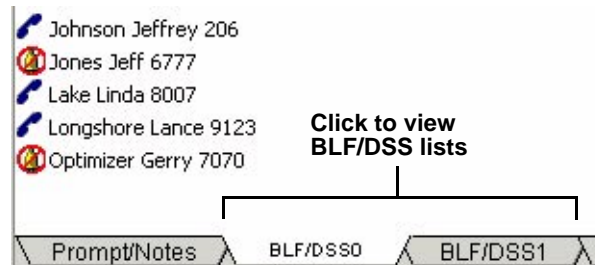 Johnson Jeffrey 206
Jones Jeff 6777
Lake Linda 8007
Longshore Lance 9123
Optimizer Gerry 7070
Click to view
BLF/DSS lists
Prompt/Notes
BLF/DSS0
BLF/DSS1